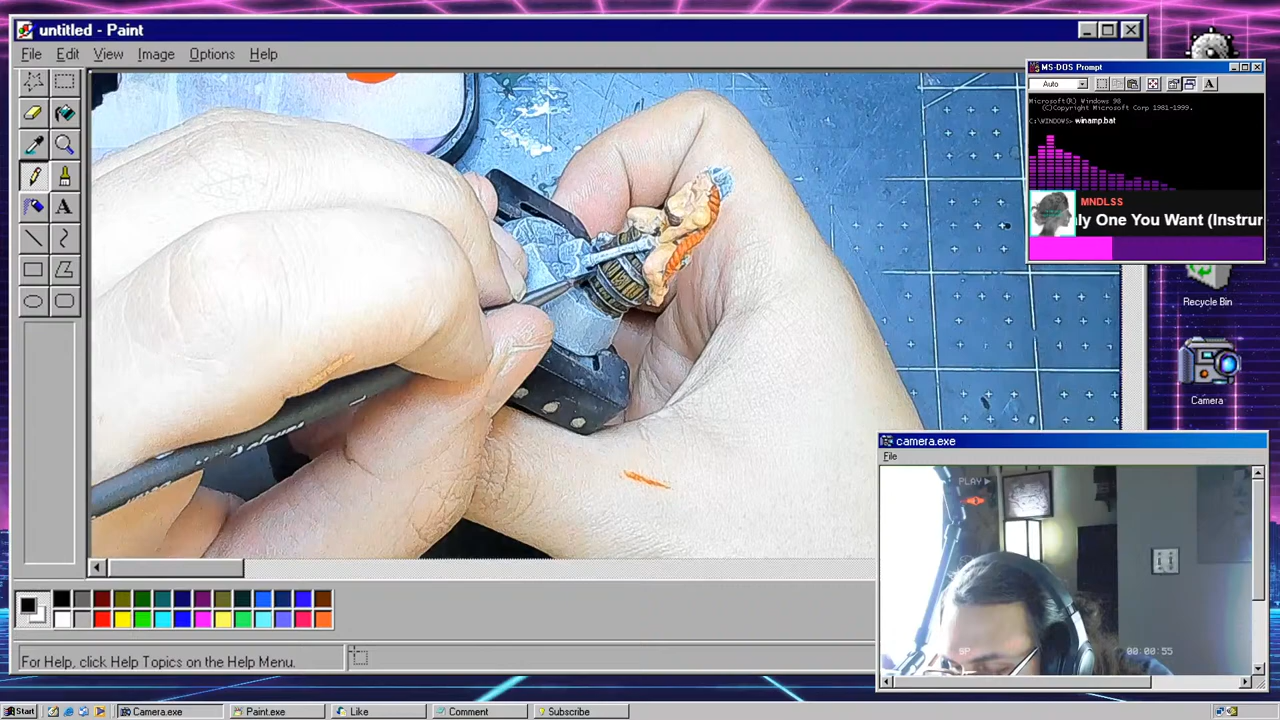 untitled - Paint
File Edit View Image Options Help
MS-DOS Prompt
Auto
A
Microsoft(R) Windows 98
(C)Copyright Microsoft Corp 1981-1999.
C:\WINDOWS> winamp.bat
MNDLSS
ly One You Want (Instrur
A
Recycle Bin
Camera
camera.exe
File
PLAY
SP
00:00:55
For Help, click Help Topics on the Help Menu.
Start
Camera.exe
Paint.exe
Like
Comment
Subscribe